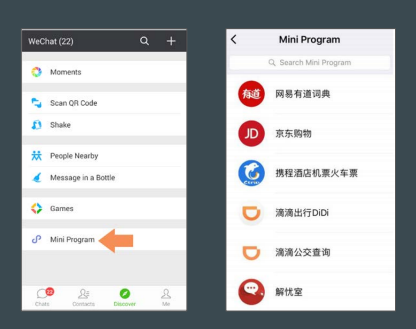 WeChat (22)
Moments
Scan QR Code
Shake
People Nearby
Message in a Bottle
Games
Mini Program
22
Chats
Contacts
Discover
Me
Mini Program
Search Mini Program
有道
网易有道词典
JD
京东购物
Ctrip
携程酒店机票火车票
滴滴出行DiDi
滴滴公交查询
解忧室